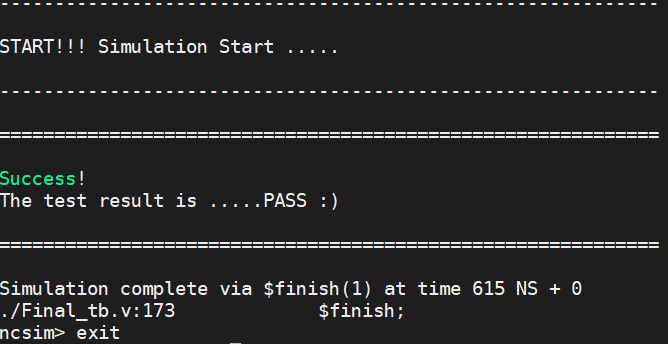 ------------------------------------------------------------
START!!! Simulation Start .....
------------------------------------------------------------
============================================================
Success!
The test result is .....PASS :)
============================================================
Simulation complete via $finish(1) at time 615 NS + 0
./Final_tb.v:173             $finish;
ncsim> exit